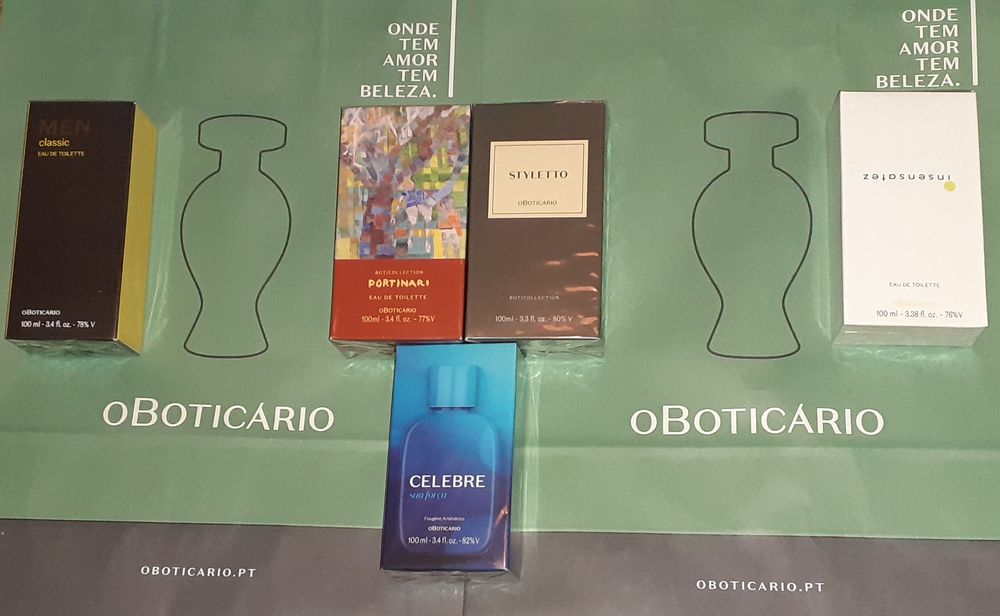 ONDE
TEM
AMOR
TEM
BELEZA.
ONDE
TEM
AMOR
TEM
BELEZA.
MEN
classic
EAU DE TOILETTE
oBOTICÁRIO
100 ml - 3.4 fl. oz. - 78% V
BOTICOLLECTION
PORTINARI
EAU DE TOILETTE
oBOTICÁRIO
100ml - 3.4 fl. oz. - 77%V
STYLETTO
oBOTICÁRIO
BOTICOLLECTION
100ml - 3.3 fl. oz. - 80% V
insensatez
EAU DE TOILETTE
oBOTICÁRIO
100 ml - 3.38 fl. oz. - 76%V
CELEBRE
sua força
Fougère Aromático
oBOTICÁRIO
100 ml - 3.4 fl. oz. - 82%V
oBOTICÁRIO
oBOTICÁRIO
OBOTICARIO.PT
OBOTICARIO.PT